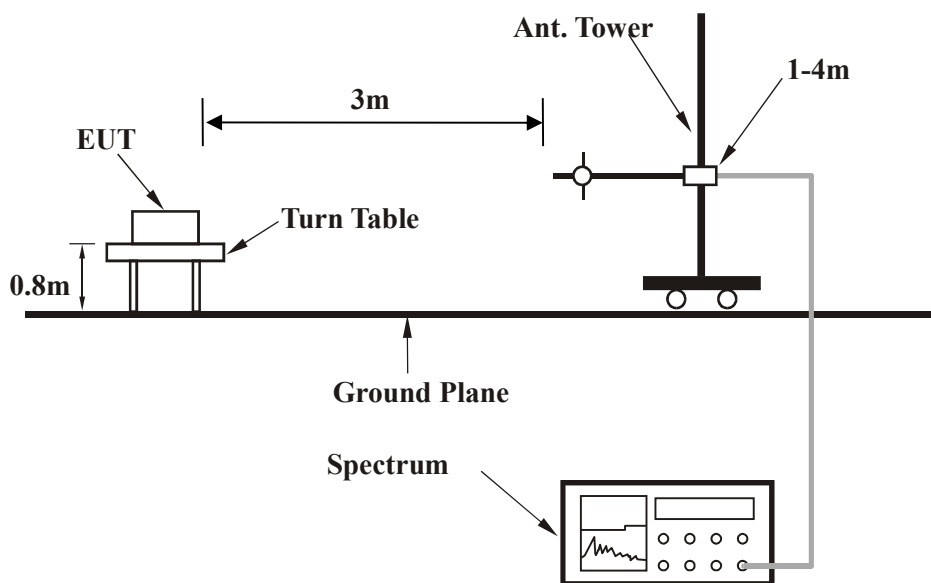 Ant. Tower
1-4m
3m
EUT
Turn Table
0.8m
Ground Plane
Spectrum